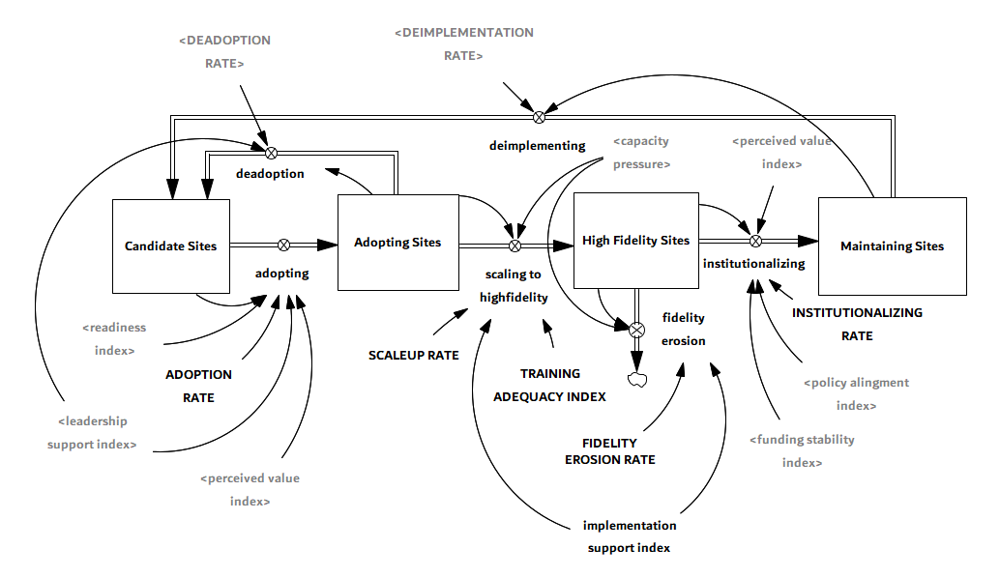 <DEADOPTION
RATE>
<DEIMPLEMENTATION
RATE>
deimplementing
<capacity
pressure>
<perceived value
index>
deadoption
Candidate Sites
Adopting Sites
High Fidelity Sites
Maintaining Sites
adopting
scaling to
highfidelity
institutionalizing
fidelity
erosion
INSTITUTIONALIZING
RATE
<readiness
index>
SCALEUP RATE
ADOPTION
RATE
TRAINING
ADEQUACY INDEX
<policy alingment
index>
<leadership
support index>
FIDELITY
EROSION RATE
<funding stability
index>
<perceived value
index>
implementation
support index